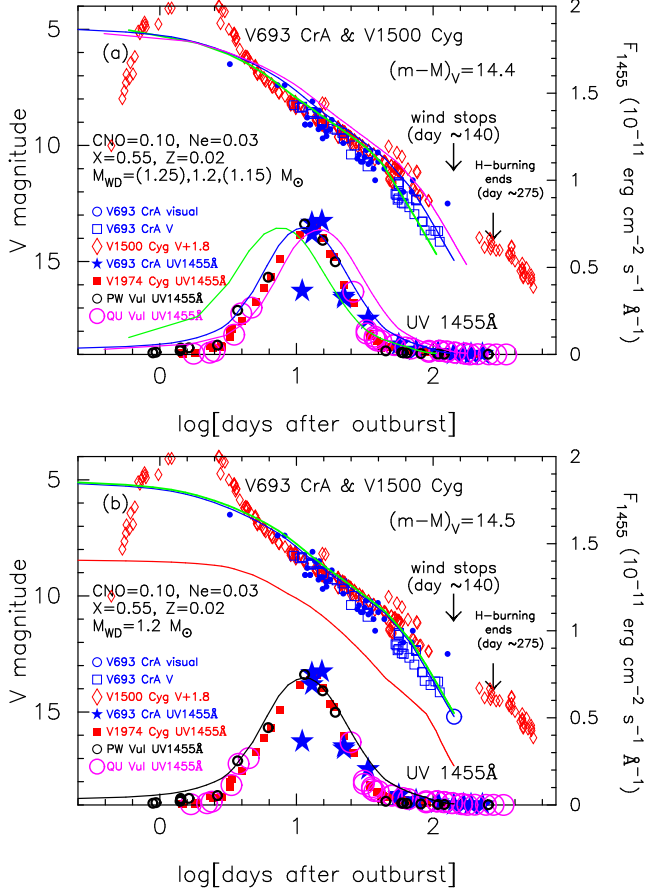 V693 CrA & V1500 Cyg
(a)
(m−M)V=14.4
wind stops
(day ~140)
H-burning
ends
(day ~275)
CNO=0.10, Ne=0.03
X=0.55, Z=0.02
MWD=(1.25),1.2,(1.15) M⊙
V693 CrA visual
V693 CrA V
V1500 Cyg V+1.8
V693 CrA UV1455Å
V1974 Cyg UV1455Å
PW Vul UV1455Å
QU Vul UV1455Å
UV 1455Å
5
10
15
V magnitude
2
1.5
1
0.5
0
F1455 (10−11 erg cm−2 s−1 Å−1)
0 1 2
log[days after outburst]
V693 CrA & V1500 Cyg
(b)
(m−M)V=14.5
wind stops
(day ~140)
H-burning
ends
(day ~275)
CNO=0.10, Ne=0.03
X=0.55, Z=0.02
MWD=1.2 M⊙
V693 CrA visual
V693 CrA V
V1500 Cyg V+1.8
V693 CrA UV1455Å
V1974 Cyg UV1455Å
PW Vul UV1455Å
QU Vul UV1455Å
UV 1455Å
5
10
15
V magnitude
2
1.5
1
0.5
0
F1455 (10−11 erg cm−2 s−1 Å−1)
0 1 2
log[days after outburst]